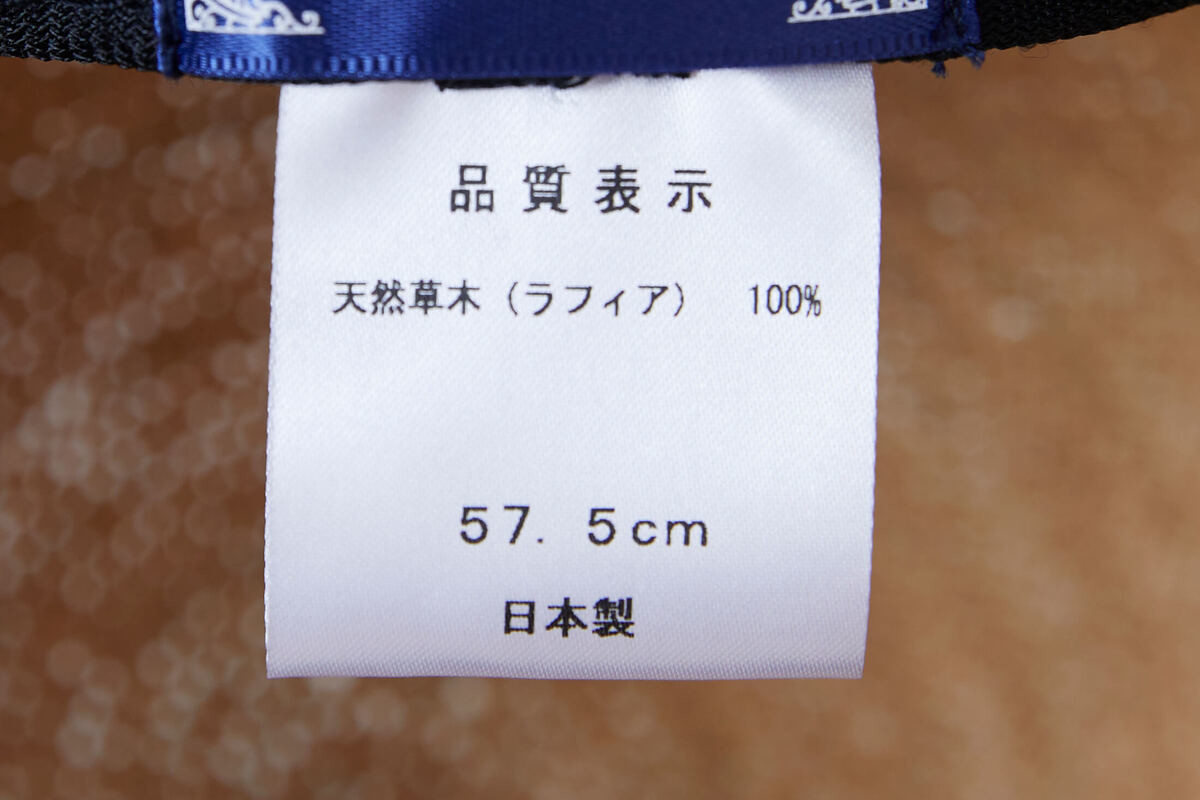 品質表示
天然草木（ラフィア） 100%
57. 5cm
日本製